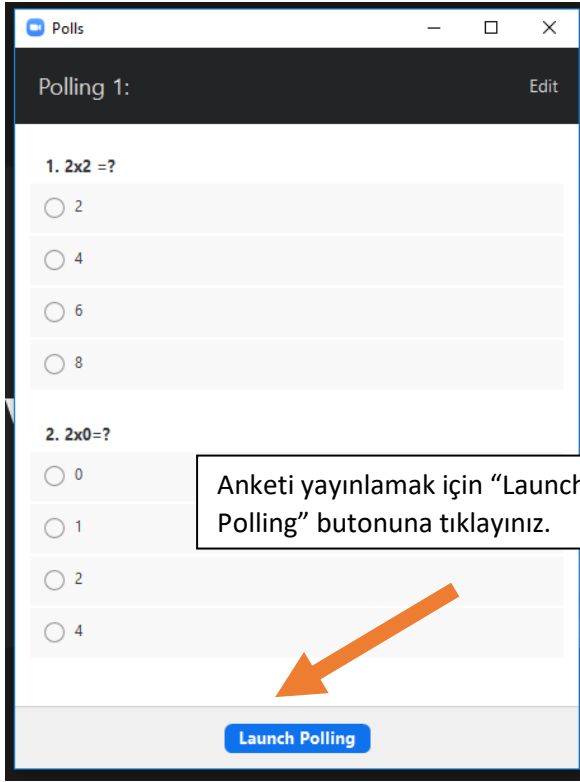 Polls
Polling 1:
Edit
1. 2x2 =?
2
4
6
8
2. 2x0=?
0
1
2
4
Anketi yayınlamak için “Launch
Polling” butonuna tıklayınız.
Launch Polling